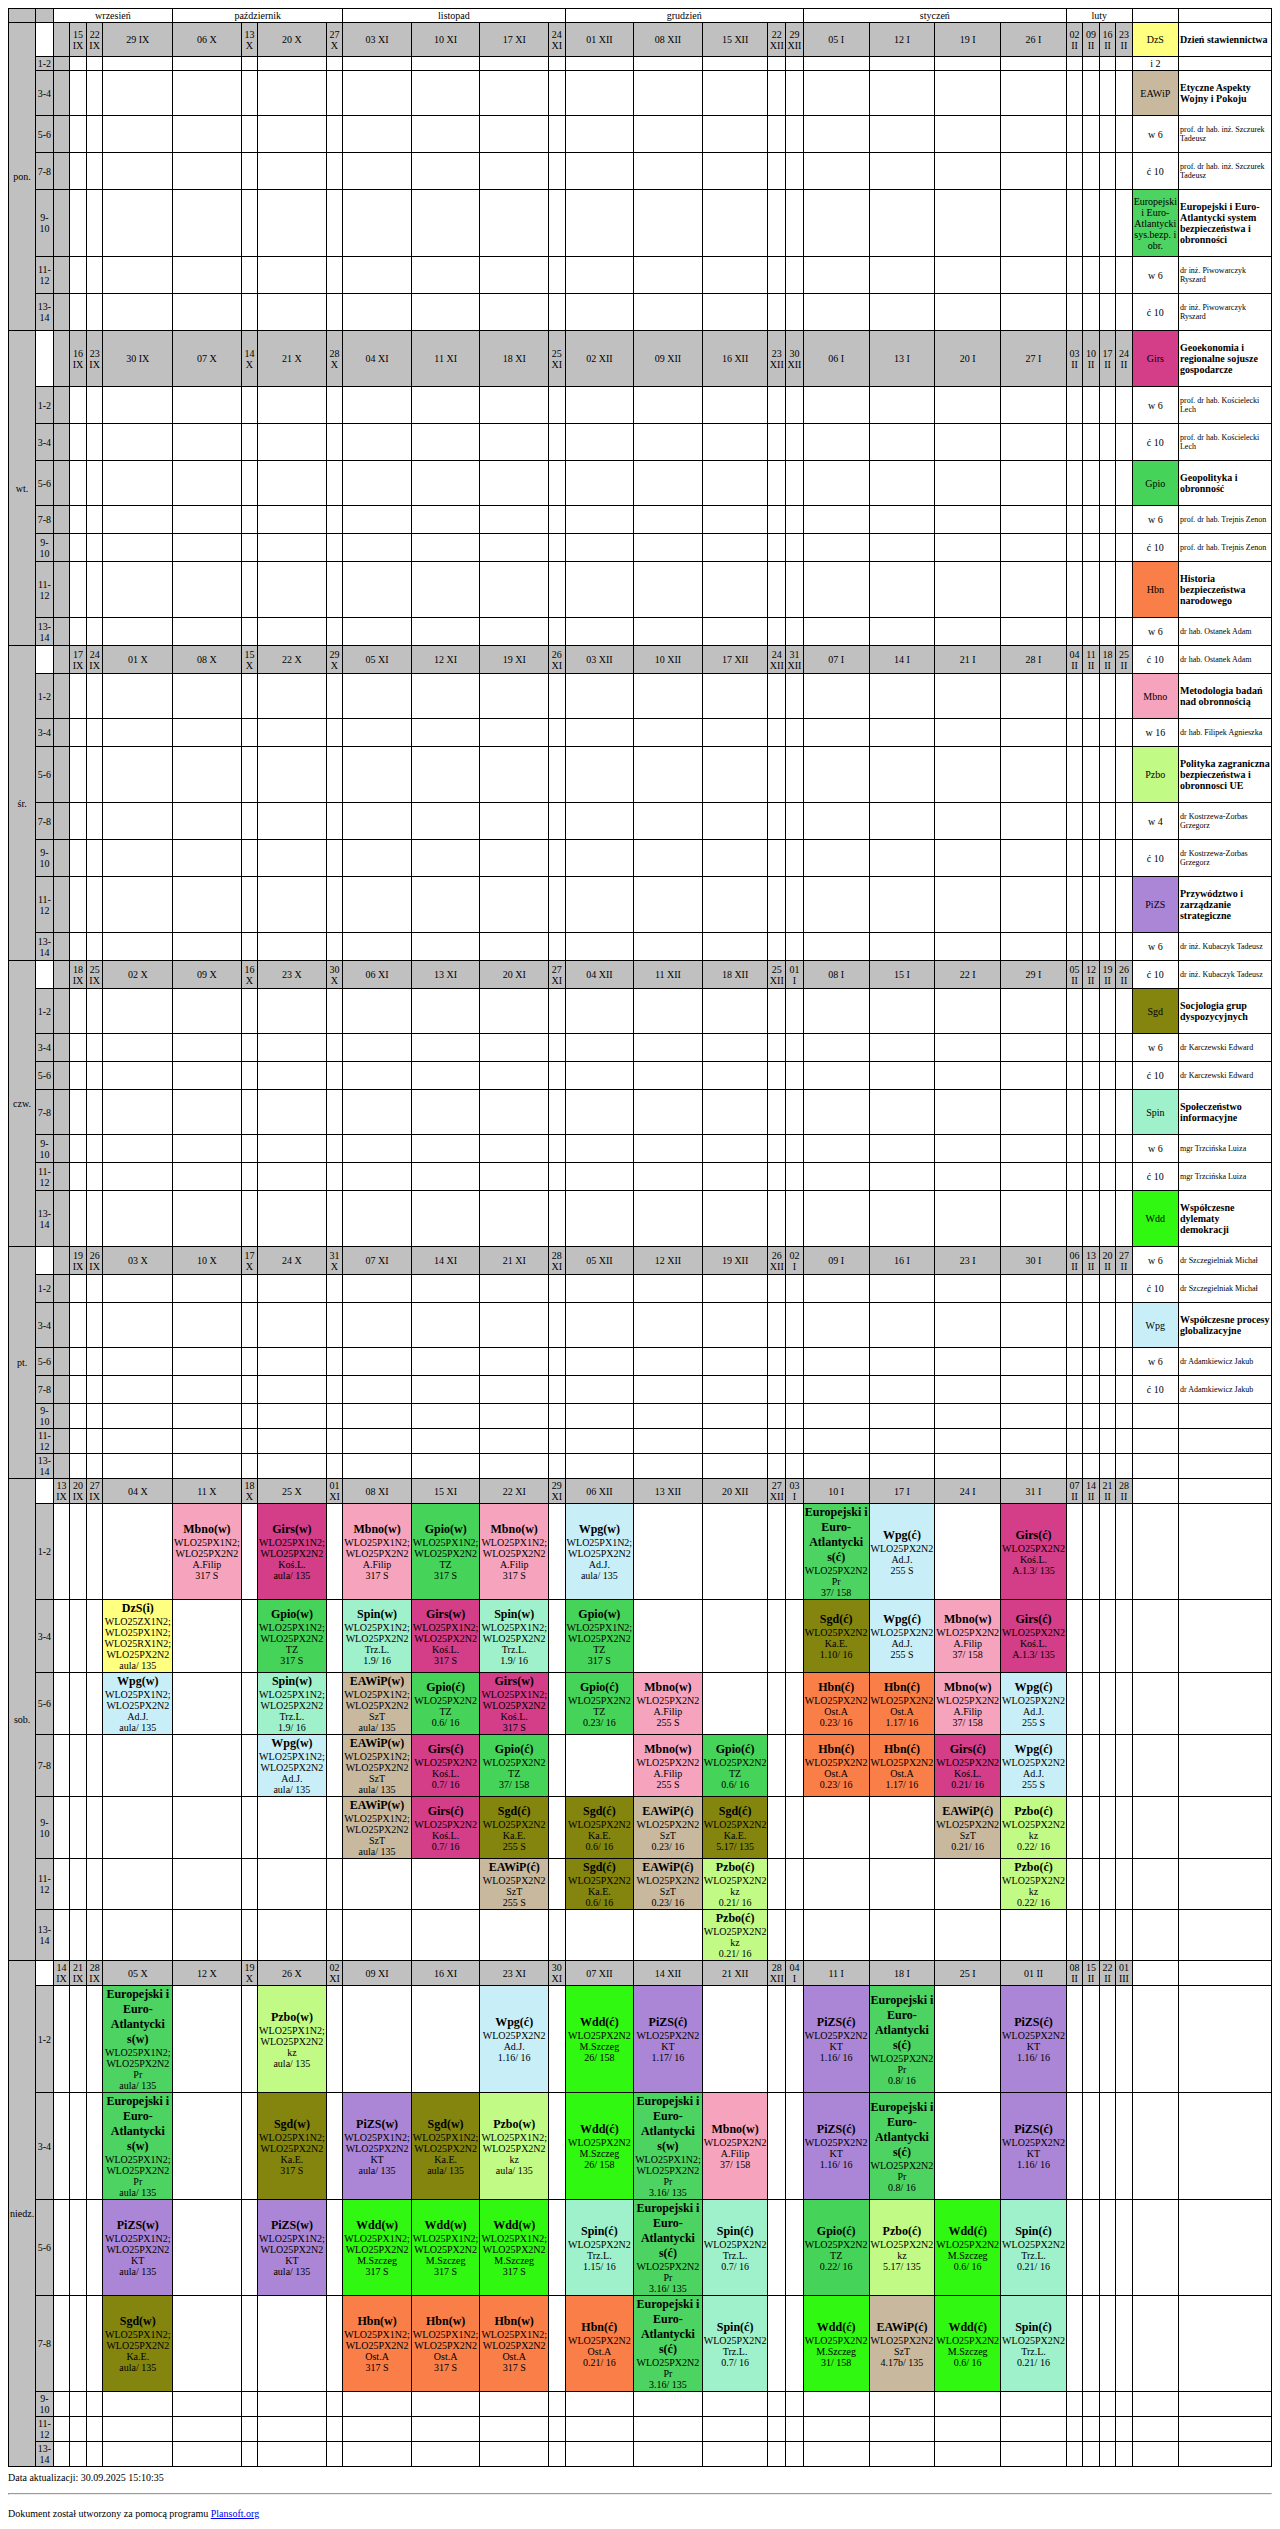 wrzesień październik listopad grudzień styczeń luty
pon. 15 IX 22 IX 29 IX 06 X 13 X 20 X 27 X 03 XI 10 XI 17 XI 24 XI 01 XII 08 XII 15 XII 22 XII 29 XII 05 I 12 I 19 I 26 I 02 II 09 II 16 II 23 II DzS Dzień stawiennictwa
1-2 i 2
3-4 EAWiP Etyczne Aspekty Wojny i Pokoju
5-6 w 6 prof. dr hab. inż. Szczurek Tadeusz
7-8 ć 10 prof. dr hab. inż. Szczurek Tadeusz
9-10 Europejski i Euro-Atlantycki sys.bezp. i obr. Europejski i Euro-Atlantycki system bezpieczeństwa i obronności
11-12 w 6 dr inż. Piwowarczyk Ryszard
13-14 ć 10 dr inż. Piwowarczyk Ryszard
wt. 16 IX 23 IX 30 IX 07 X 14 X 21 X 28 X 04 XI 11 XI 18 XI 25 XI 02 XII 09 XII 16 XII 23 XII 30 XII 06 I 13 I 20 I 27 I 03 II 10 II 17 II 24 II Girs Geoekonomia i regionalne sojusze gospodarcze
1-2 w 6 prof. dr hab. Kościelecki Lech
3-4 ć 10 prof. dr hab. Kościelecki Lech
5-6 Gpio Geopolityka i obronność
7-8 w 6 prof. dr hab. Trejnis Zenon
9-10 ć 10 prof. dr hab. Trejnis Zenon
11-12 Hbn Historia bezpieczeństwa narodowego
13-14 w 6 dr hab. Ostanek Adam
śr. 17 IX 24 IX 01 X 08 X 15 X 22 X 29 X 05 XI 12 XI 19 XI 26 XI 03 XII 10 XII 17 XII 24 XII 31 XII 07 I 14 I 21 I 28 I 04 II 11 II 18 II 25 II ć 10 dr hab. Ostanek Adam
1-2 Mbno Metodologia badań nad obronnością
3-4 w 16 dr hab. Filipek Agnieszka
5-6 Pzbo Polityka zagraniczna bezpieczeństwa i obronnosci UE
7-8 w 4 dr Kostrzewa-Zorbas Grzegorz
9-10 ć 10 dr Kostrzewa-Zorbas Grzegorz
11-12 PiZS Przywództwo i zarządzanie strategiczne
13-14 w 6 dr inż. Kubaczyk Tadeusz
czw. 18 IX 25 IX 02 X 09 X 16 X 23 X 30 X 06 XI 13 XI 20 XI 27 XI 04 XII 11 XII 18 XII 25 XII 01 I 08 I 15 I 22 I 29 I 05 II 12 II 19 II 26 II ć 10 dr inż. Kubaczyk Tadeusz
1-2 Sgd Socjologia grup dyspozycyjnych
3-4 w 6 dr Karczewski Edward
5-6 ć 10 dr Karczewski Edward
7-8 Spin Społeczeństwo informacyjne
9-10 w 6 mgr Trzcińska Luiza
11-12 ć 10 mgr Trzcińska Luiza
13-14 Wdd Współczesne dylematy demokracji
pt. 19 IX 26 IX 03 X 10 X 17 X 24 X 31 X 07 XI 14 XI 21 XI 28 XI 05 XII 12 XII 19 XII 26 XII 02 I 09 I 16 I 23 I 30 I 06 II 13 II 20 II 27 II w 6 dr Szczegielniak Michał
1-2 ć 10 dr Szczegielniak Michał
3-4 Wpg Współczesne procesy globalizacyjne
5-6 w 6 dr Adamkiewicz Jakub
7-8 ć 10 dr Adamkiewicz Jakub
9-10
11-12
13-14
sob. 13 IX 20 IX 27 IX 04 X 11 X 18 X 25 X 01 XI 08 XI 15 XI 22 XI 29 XI 06 XII 13 XII 20 XII 27 XII 03 I 10 I 17 I 24 I 31 I 07 II 14 II 21 II 28 II
1-2 Mbno(w) WLO25PX1N2; WLO25PX2N2 A.Filip 317 S Girs(w) WLO25PX1N2; WLO25PX2N2 Koś.L. aula/ 135 Mbno(w) WLO25PX1N2; WLO25PX2N2 A.Filip 317 S Gpio(w) WLO25PX1N2; WLO25PX2N2 TZ 317 S Mbno(w) WLO25PX1N2; WLO25PX2N2 A.Filip 317 S Wpg(w) WLO25PX1N2; WLO25PX2N2 Ad.J. aula/ 135 Europejski i Euro-Atlantycki s(ć) WLO25PX2N2 Pr 37/ 158 Wpg(ć) WLO25PX2N2 Ad.J. 255 S Girs(ć) WLO25PX2N2 Koś.L. A.1.3/ 135
3-4 DzS(i) WLO25ZX1N2; WLO25PX1N2; WLO25RX1N2; WLO25PX2N2 aula/ 135 Gpio(w) WLO25PX1N2; WLO25PX2N2 TZ 317 S Spin(w) WLO25PX1N2; WLO25PX2N2 Trz.L. 1.9/ 16 Girs(w) WLO25PX1N2; WLO25PX2N2 Koś.L. 317 S Spin(w) WLO25PX1N2; WLO25PX2N2 Trz.L. 1.9/ 16 Gpio(w) WLO25PX1N2; WLO25PX2N2 TZ 317 S Sgd(ć) WLO25PX2N2 Ka.E. 1.10/ 16 Wpg(ć) WLO25PX2N2 Ad.J. 255 S Mbno(w) WLO25PX2N2 A.Filip 37/ 158 Girs(ć) WLO25PX2N2 Koś.L. A.1.3/ 135
5-6 Wpg(w) WLO25PX1N2; WLO25PX2N2 Ad.J. aula/ 135 Spin(w) WLO25PX1N2; WLO25PX2N2 Trz.L. 1.9/ 16 EAWiP(w) WLO25PX1N2; WLO25PX2N2 SzT aula/ 135 Gpio(ć) WLO25PX2N2 TZ 0.6/ 16 Girs(w) WLO25PX1N2; WLO25PX2N2 Koś.L. 317 S Gpio(ć) WLO25PX2N2 TZ 0.23/ 16 Mbno(w) WLO25PX2N2 A.Filip 255 S Hbn(ć) WLO25PX2N2 Ost.A 0.23/ 16 Hbn(ć) WLO25PX2N2 Ost.A 1.17/ 16 Mbno(w) WLO25PX2N2 A.Filip 37/ 158 Wpg(ć) WLO25PX2N2 Ad.J. 255 S
7-8 Wpg(w) WLO25PX1N2; WLO25PX2N2 Ad.J. aula/ 135 EAWiP(w) WLO25PX1N2; WLO25PX2N2 SzT aula/ 135 Girs(ć) WLO25PX2N2 Koś.L. 0.7/ 16 Gpio(ć) WLO25PX2N2 TZ 37/ 158 Mbno(w) WLO25PX2N2 A.Filip 255 S Gpio(ć) WLO25PX2N2 TZ 0.6/ 16 Hbn(ć) WLO25PX2N2 Ost.A 0.23/ 16 Hbn(ć) WLO25PX2N2 Ost.A 1.17/ 16 Girs(ć) WLO25PX2N2 Koś.L. 0.21/ 16 Wpg(ć) WLO25PX2N2 Ad.J. 255 S
9-10 EAWiP(w) WLO25PX1N2; WLO25PX2N2 SzT aula/ 135 Girs(ć) WLO25PX2N2 Koś.L. 0.7/ 16 Sgd(ć) WLO25PX2N2 Ka.E. 255 S Sgd(ć) WLO25PX2N2 Ka.E. 0.6/ 16 EAWiP(ć) WLO25PX2N2 SzT 0.23/ 16 Sgd(ć) WLO25PX2N2 Ka.E. 5.17/ 135 EAWiP(ć) WLO25PX2N2 SzT 0.21/ 16 Pzbo(ć) WLO25PX2N2 kz 0.22/ 16
11-12 EAWiP(ć) WLO25PX2N2 SzT 255 S Sgd(ć) WLO25PX2N2 Ka.E. 0.6/ 16 EAWiP(ć) WLO25PX2N2 SzT 0.23/ 16 Pzbo(ć) WLO25PX2N2 kz 0.21/ 16 Pzbo(ć) WLO25PX2N2 kz 0.22/ 16
13-14 Pzbo(ć) WLO25PX2N2 kz 0.21/ 16
niedz. 14 IX 21 IX 28 IX 05 X 12 X 19 X 26 X 02 XI 09 XI 16 XI 23 XI 30 XI 07 XII 14 XII 21 XII 28 XII 04 I 11 I 18 I 25 I 01 II 08 II 15 II 22 II 01 III
1-2 Europejski i Euro-Atlantycki s(w) WLO25PX1N2; WLO25PX2N2 Pr aula/ 135 Pzbo(w) WLO25PX1N2; WLO25PX2N2 kz aula/ 135 Wpg(ć) WLO25PX2N2 Ad.J. 1.16/ 16 Wdd(ć) WLO25PX2N2 M.Szczeg 26/ 158 PiZS(ć) WLO25PX2N2 KT 1.17/ 16 PiZS(ć) WLO25PX2N2 KT 1.16/ 16 Europejski i Euro-Atlantycki s(ć) WLO25PX2N2 Pr 0.8/ 16 PiZS(ć) WLO25PX2N2 KT 1.16/ 16
3-4 Europejski i Euro-Atlantycki s(w) WLO25PX1N2; WLO25PX2N2 Pr aula/ 135 Sgd(w) WLO25PX1N2; WLO25PX2N2 Ka.E. 317 S PiZS(w) WLO25PX1N2; WLO25PX2N2 KT aula/ 135 Sgd(w) WLO25PX1N2; WLO25PX2N2 Ka.E. aula/ 135 Pzbo(w) WLO25PX1N2; WLO25PX2N2 kz aula/ 135 Wdd(ć) WLO25PX2N2 M.Szczeg 26/ 158 Europejski i Euro-Atlantycki s(w) WLO25PX1N2; WLO25PX2N2 Pr 3.16/ 135 Mbno(w) WLO25PX2N2 A.Filip 37/ 158 PiZS(ć) WLO25PX2N2 KT 1.16/ 16 Europejski i Euro-Atlantycki s(ć) WLO25PX2N2 Pr 0.8/ 16 PiZS(ć) WLO25PX2N2 KT 1.16/ 16
5-6 PiZS(w) WLO25PX1N2; WLO25PX2N2 KT aula/ 135 PiZS(w) WLO25PX1N2; WLO25PX2N2 KT aula/ 135 Wdd(w) WLO25PX1N2; WLO25PX2N2 M.Szczeg 317 S Wdd(w) WLO25PX1N2; WLO25PX2N2 M.Szczeg 317 S Wdd(w) WLO25PX1N2; WLO25PX2N2 M.Szczeg 317 S Spin(ć) WLO25PX2N2 Trz.L. 1.15/ 16 Europejski i Euro-Atlantycki s(ć) WLO25PX2N2 Pr 3.16/ 135 Spin(ć) WLO25PX2N2 Trz.L. 0.7/ 16 Gpio(ć) WLO25PX2N2 TZ 0.22/ 16 Pzbo(ć) WLO25PX2N2 kz 5.17/ 135 Wdd(ć) WLO25PX2N2 M.Szczeg 0.6/ 16 Spin(ć) WLO25PX2N2 Trz.L. 0.21/ 16
7-8 Sgd(w) WLO25PX1N2; WLO25PX2N2 Ka.E. aula/ 135 Hbn(w) WLO25PX1N2; WLO25PX2N2 Ost.A 317 S Hbn(w) WLO25PX1N2; WLO25PX2N2 Ost.A 317 S Hbn(w) WLO25PX1N2; WLO25PX2N2 Ost.A 317 S Hbn(ć) WLO25PX2N2 Ost.A 0.21/ 16 Europejski i Euro-Atlantycki s(ć) WLO25PX2N2 Pr 3.16/ 135 Spin(ć) WLO25PX2N2 Trz.L. 0.7/ 16 Wdd(ć) WLO25PX2N2 M.Szczeg 31/ 158 EAWiP(ć) WLO25PX2N2 SzT 4.17b/ 135 Wdd(ć) WLO25PX2N2 M.Szczeg 0.6/ 16 Spin(ć) WLO25PX2N2 Trz.L. 0.21/ 16
9-10
11-12
13-14
Data aktualizacji: 30.09.2025 15:10:35
Dokument został utworzony za pomocą programu Plansoft.org